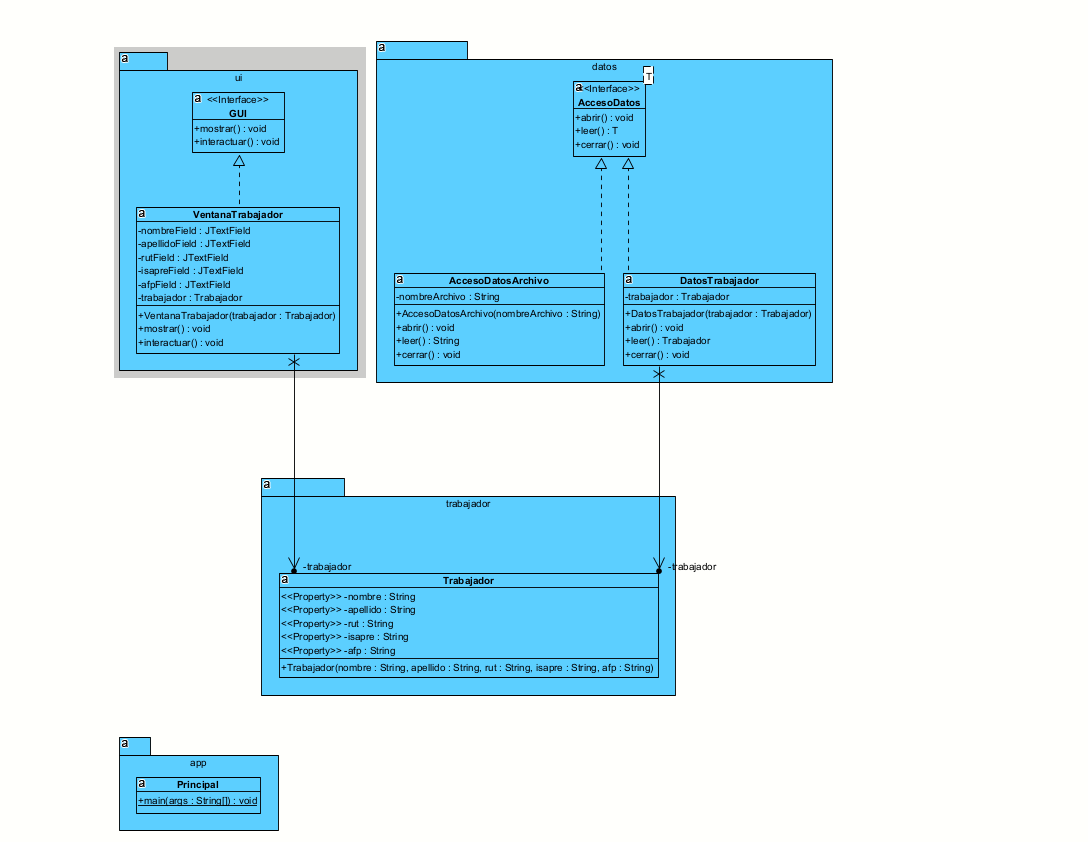 a
ui
a <<Interface>>
GUI
+mostrar() : void
+interactuar() : void
a VentanaTrabajador
-nombreField : JTextField
-apellidoField : JTextField
-rutField : JTextField
-isapreField : JTextField
-afpField : JTextField
-trabajador : Trabajador
+VentanaTrabajador(trabajador : Trabajador)
+mostrar() : void
+interactuar() : void
a
datos
T
a <<Interface>>
AccesoDatos
+abrir() : void
+leer() : T
+cerrar() : void
a AccesoDatosArchivo
-nombreArchivo : String
+AccesoDatosArchivo(nombreArchivo : String)
+abrir() : void
+leer() : String
+cerrar() : void
a DatosTrabajador
-trabajador : Trabajador
+DatosTrabajador(trabajador : Trabajador)
+abrir() : void
+leer() : Trabajador
+cerrar() : void
a
trabajador
-trabajador
-trabajador
a Trabajador
<<Property>> -nombre : String
<<Property>> -apellido : String
<<Property>> -rut : String
<<Property>> -isapre : String
<<Property>> -afp : String
+Trabajador(nombre : String, apellido : String, rut : String, isapre : String, afp : String)
a
app
a Principal
+main(args : String[]) : void